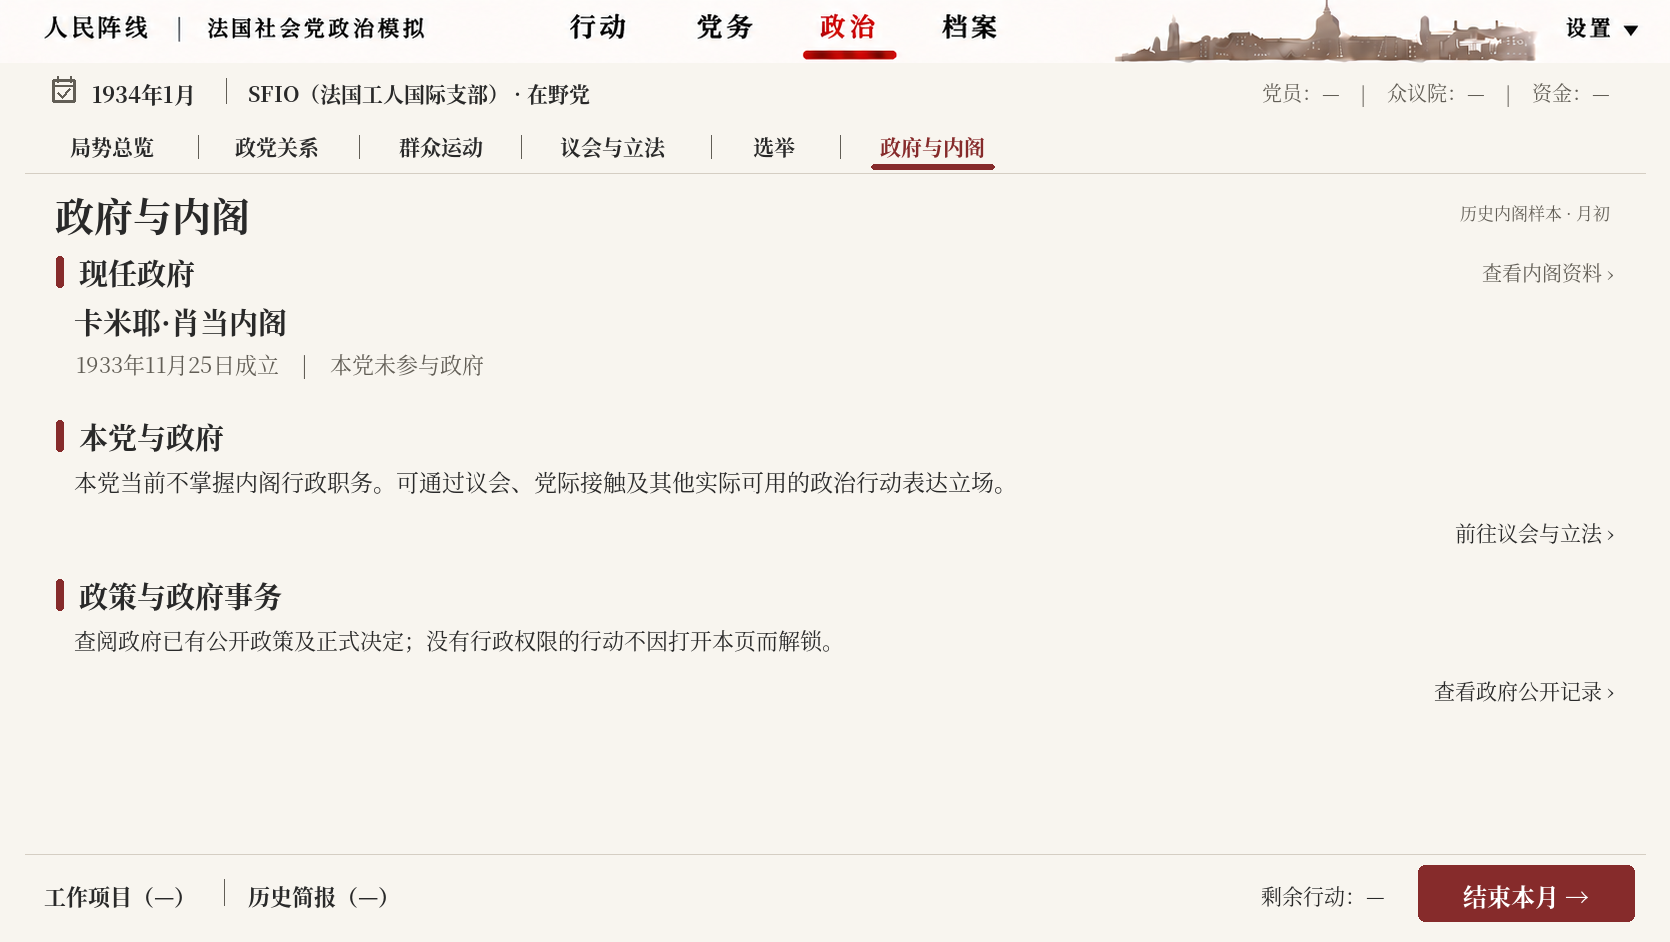 人民阵线 | 法国社会党政治模拟 行动 党务 政治 档案 设置 ▼
1934年1月 | SFIO（法国工人国际支部）· 在野党 党员：— | 众议院：— | 资金：—
局势总览 | 政党关系 | 群众运动 | 议会与立法 | 选举 | 政府与内阁
政府与内阁 历史内阁样本 · 月初
现任政府 查看内阁资料 ›
卡米耶·肖当内阁
1933年11月25日成立 | 本党未参与政府
本党与政府
本党当前不掌握内阁行政职务。可通过议会、党际接触及其他实际可用的政治行动表达立场。
前往议会与立法 ›
政策与政府事务
查阅政府已有公开政策及正式决定；没有行政权限的行动不因打开本页而解锁。
查看政府公开记录 ›
工作项目（—） | 历史简报（—） 剩余行动：— 结束本月 →